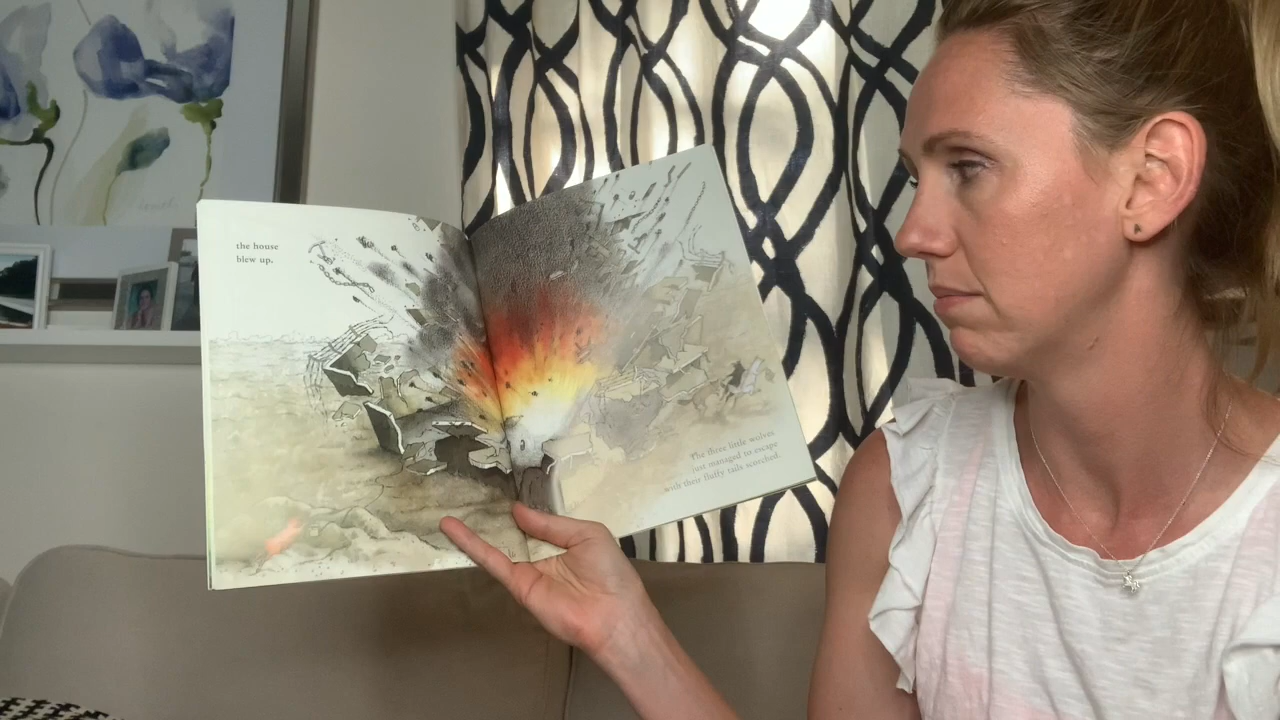 the house
blew up.
The three little wolves
just managed to escape
with their fluffy tails scorched.